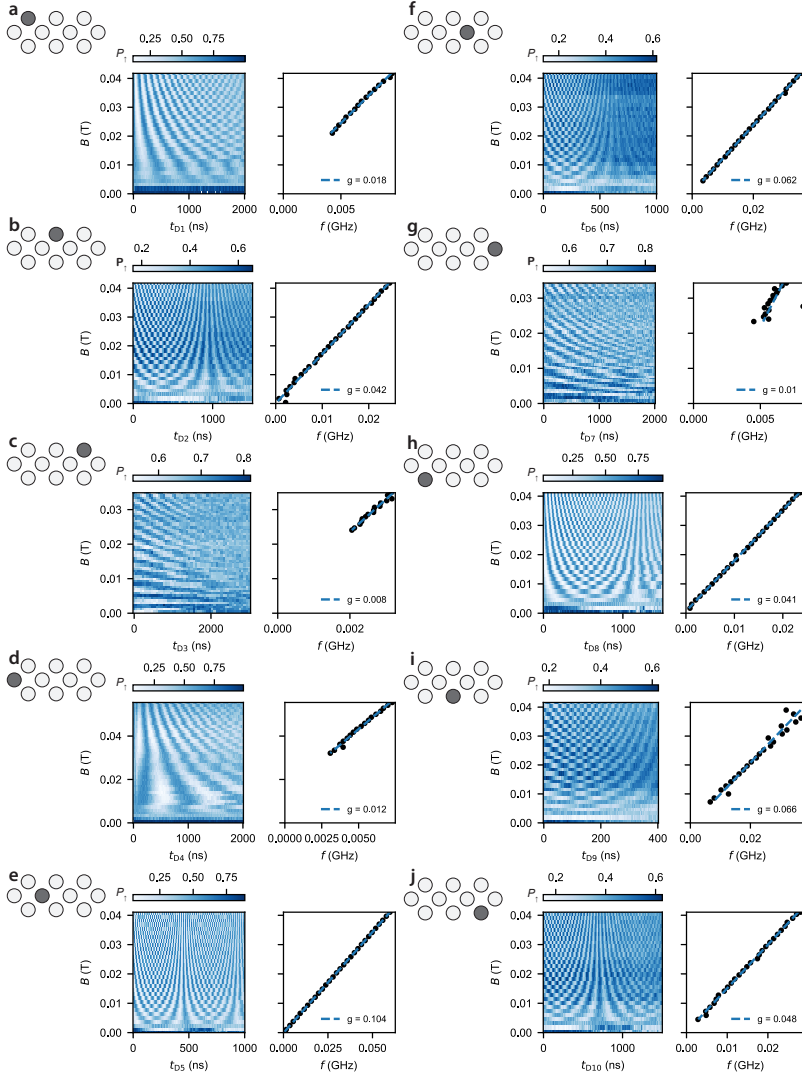 a
0.25 0.50 0.75
P↑
0.04
0.03
0.02
0.01
0.00
B (T)
0 1000 2000
tD1 (ns)
g = 0.018
0.000 0.005
f (GHz)
b
0.2 0.4 0.6
P↑
0.04
0.03
0.02
0.01
0.00
B (T)
0 1000
tD2 (ns)
g = 0.042
0.00 0.01 0.02
f (GHz)
c
0.6 0.7 0.8
P↑
0.03
0.02
0.01
0.00
B (T)
0 2000
tD3 (ns)
g = 0.008
0.000 0.002
f (GHz)
d
0.25 0.50 0.75
P↑
0.04
0.02
0.00
B (T)
0 1000 2000
tD4 (ns)
g = 0.012
0.0000 0.0025 0.0050
f (GHz)
e
0.25 0.50 0.75
P↑
0.04
0.03
0.02
0.01
0.00
B (T)
0 500 1000
tD5 (ns)
g = 0.104
0.000 0.025 0.050
f (GHz)
f
0.2 0.4 0.6
P↑
0.04
0.03
0.02
0.01
0.00
B (T)
0 500 1000
tD6 (ns)
g = 0.062
0.00 0.02
f (GHz)
g
0.6 0.7 0.8
P↑
0.03
0.02
0.01
0.00
B (T)
0 1000 2000
tD7 (ns)
g = 0.01
0.000 0.005
f (GHz)
h
0.25 0.50 0.75
P↑
0.04
0.03
0.02
0.01
0.00
B (T)
0 1000
tD8 (ns)
g = 0.041
0.00 0.01 0.02
f (GHz)
i
0.2 0.4 0.6
P↑
0.04
0.03
0.02
0.01
0.00
B (T)
0 200 400
tD9 (ns)
g = 0.066
0.00 0.02
f (GHz)
j
0.2 0.4 0.6
P↑
0.04
0.03
0.02
0.01
0.00
B (T)
0 1000
tD10 (ns)
g = 0.048
0.00 0.01 0.02 0.03
f (GHz)